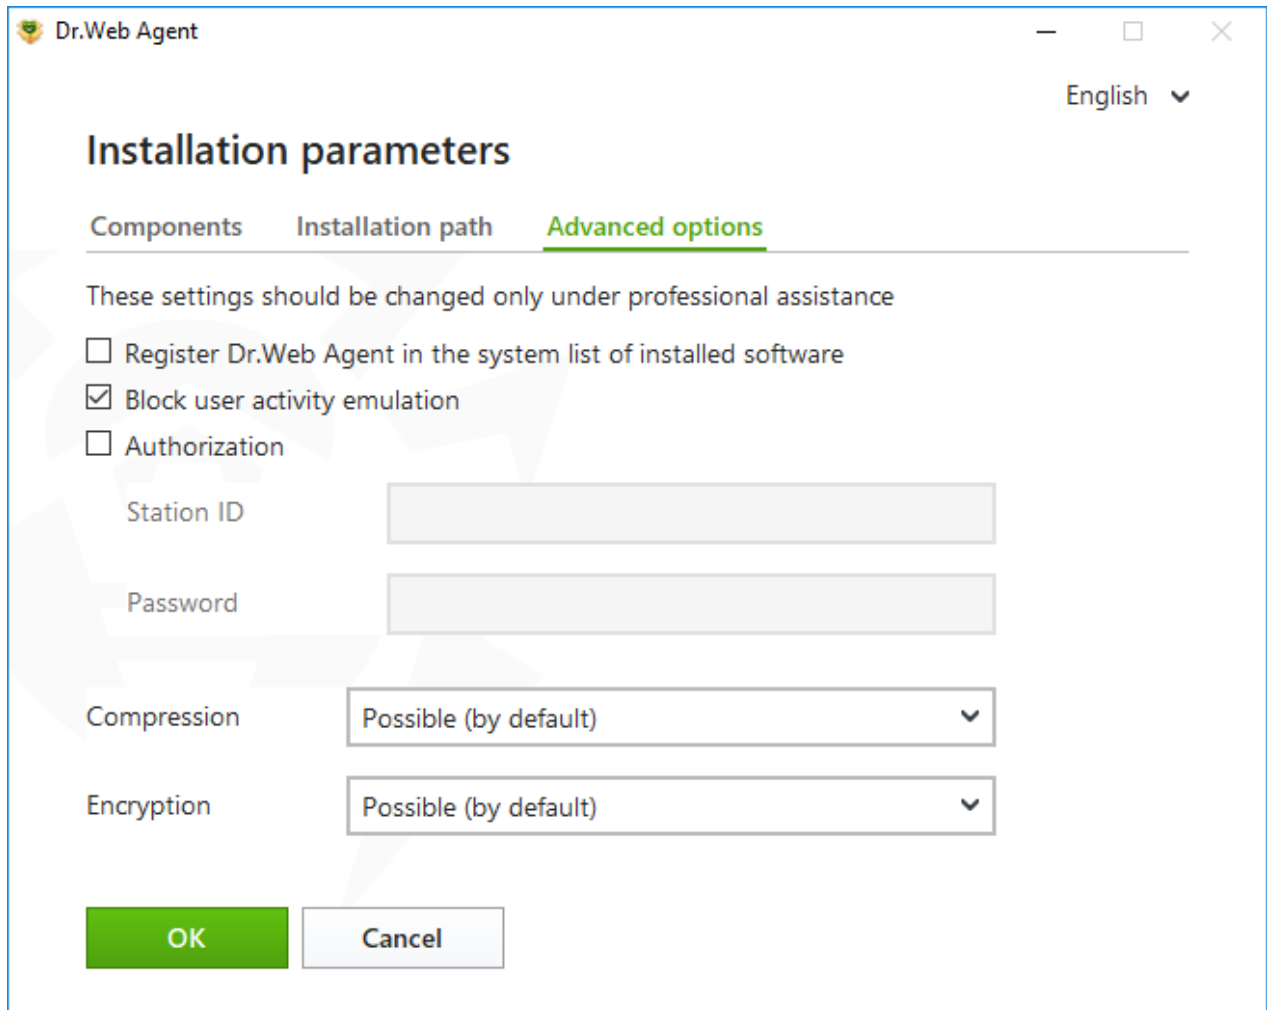 Dr.Web Agent
English
Installation parameters
Components Installation path Advanced options
These settings should be changed only under professional assistance
Register Dr.Web Agent in the system list of installed software
Block user activity emulation
Authorization
Station ID
Password
Compression Possible (by default)
Encryption Possible (by default)
OK Cancel